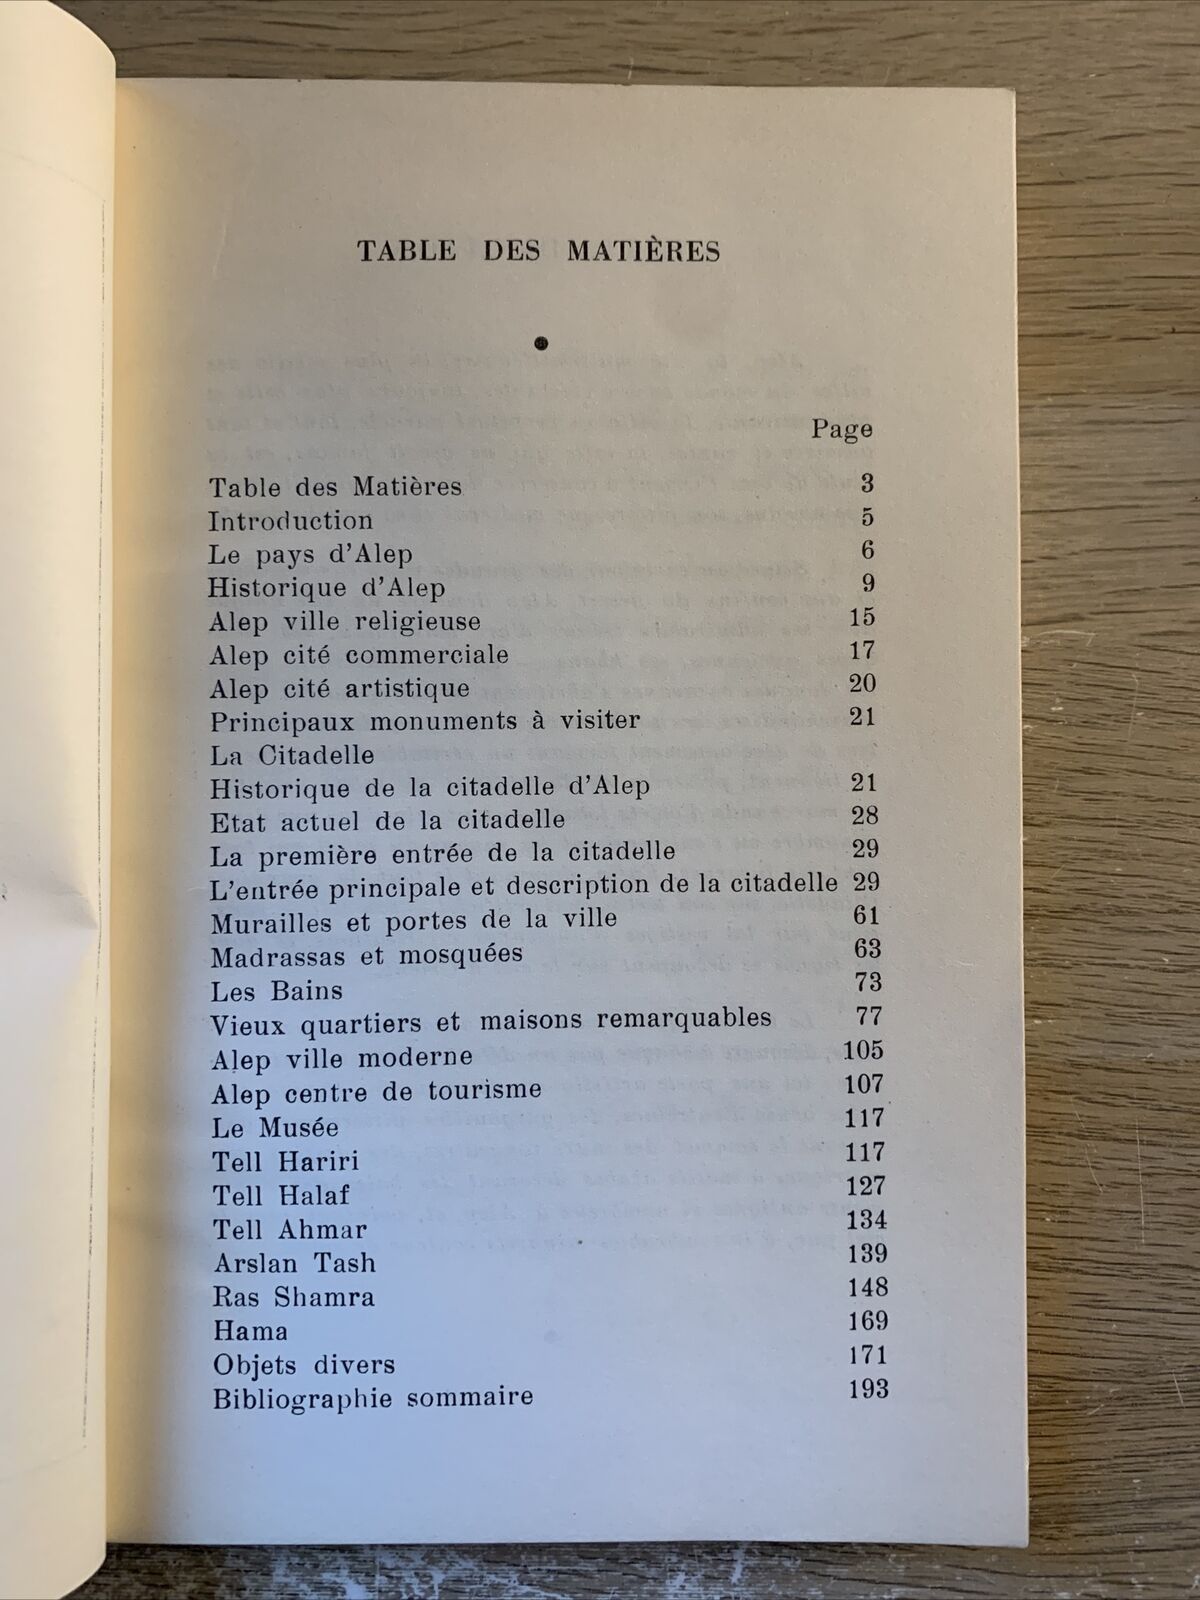 TABLE DES MATIÈRES
Page
Table des Matières 3
Introduction 5
Le pays d'Alep 6
Historique d'Alep 9
Alep ville religieuse 15
Alep cité commerciale 17
Alep cité artistique 20
Principaux monuments à visiter 21
La Citadelle
Historique de la citadelle d'Alep 21
Etat actuel de la citadelle 28
La première entrée de la citadelle 29
L'entrée principale et description de la citadelle 29
Murailles et portes de la ville 61
Madrassas et mosquées 63
Les Bains 73
Vieux quartiers et maisons remarquables 77
Alep ville moderne 105
Alep centre de tourisme 107
Le Musée 117
Tell Hariri 117
Tell Halaf 127
Tell Ahmar 134
Arslan Tash 139
Ras Shamra 148
Hama 169
Objets divers 171
Bibliographie sommaire 193